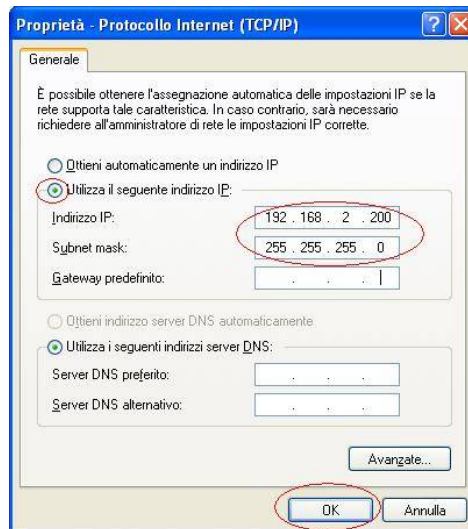 Proprietà - Protocollo Internet (TCP/IP)
Generale
È possibile ottenere l'assegnazione automatica delle impostazioni IP se la
rete supporta tale caratteristica. In caso contrario, sarà necessario
richiedere all'amministratore di rete le impostazioni IP corrette.
Ottieni automaticamente un indirizzo IP
Utilizza il seguente indirizzo IP:
Indirizzo IP: 192 . 168 . 2 . 200
Subnet mask: 255 . 255 . 255 . 0
Gateway predefinito: . . .
Ottieni indirizzo server DNS automaticamente
Utilizza i seguenti indirizzi server DNS:
Server DNS preferito: . . .
Server DNS alternativo: . . .
Avanzate...
OK Annulla